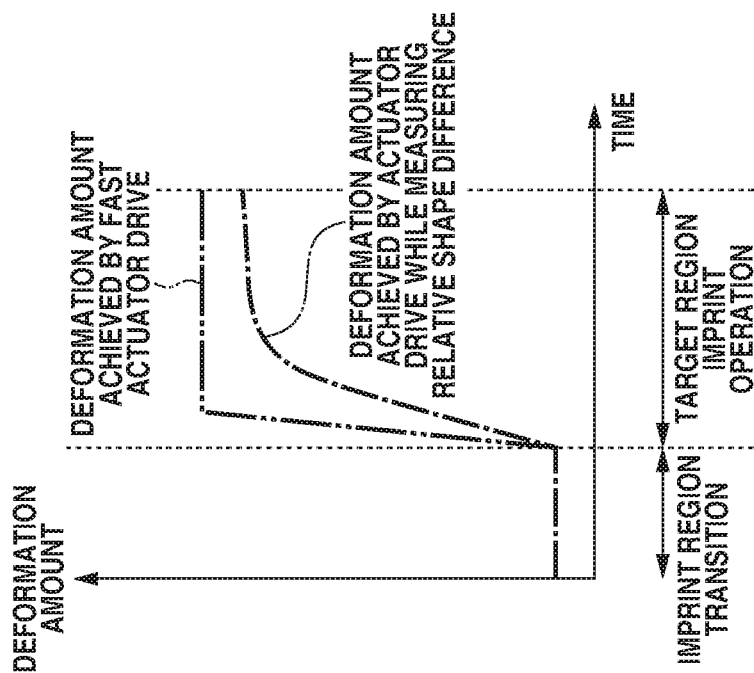 DEFORMATION
AMOUNT
DEFORMATION AMOUNT
ACHIEVED BY FAST
ACTUATOR DRIVE
DEFORMATION AMOUNT
ACHIEVED BY ACTUATOR
DRIVE WHILE MEASURING
RELATIVE SHAPE DIFFERENCE
TIME
IMPRINT REGION
TRANSITION
TARGET REGION
IMPRINT
OPERATION